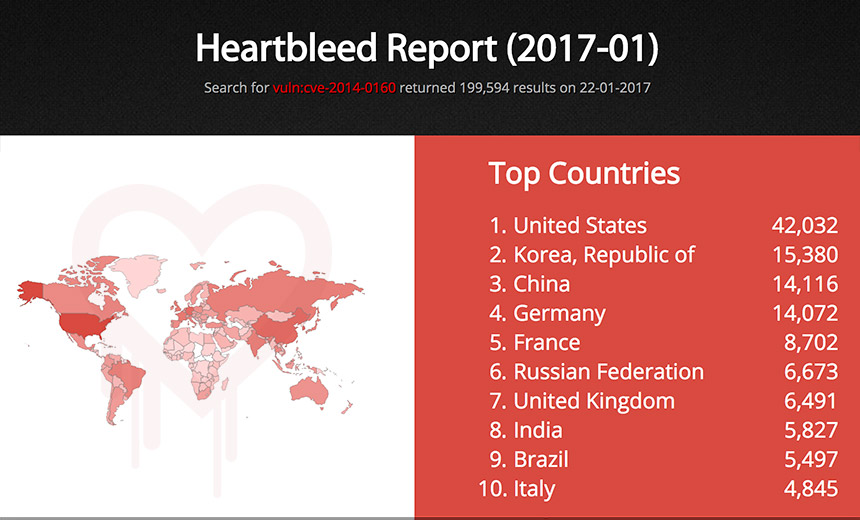 Heartbleed Report (2017-01)
Search for vuln:cve-2014-0160 returned 199,594 results on 22-01-2017
Top Countries
1. United States 42,032
2. Korea, Republic of 15,380
3. China 14,116
4. Germany 14,072
5. France 8,702
6. Russian Federation 6,673
7. United Kingdom 6,491
8. India 5,827
9. Brazil 5,497
10. Italy 4,845